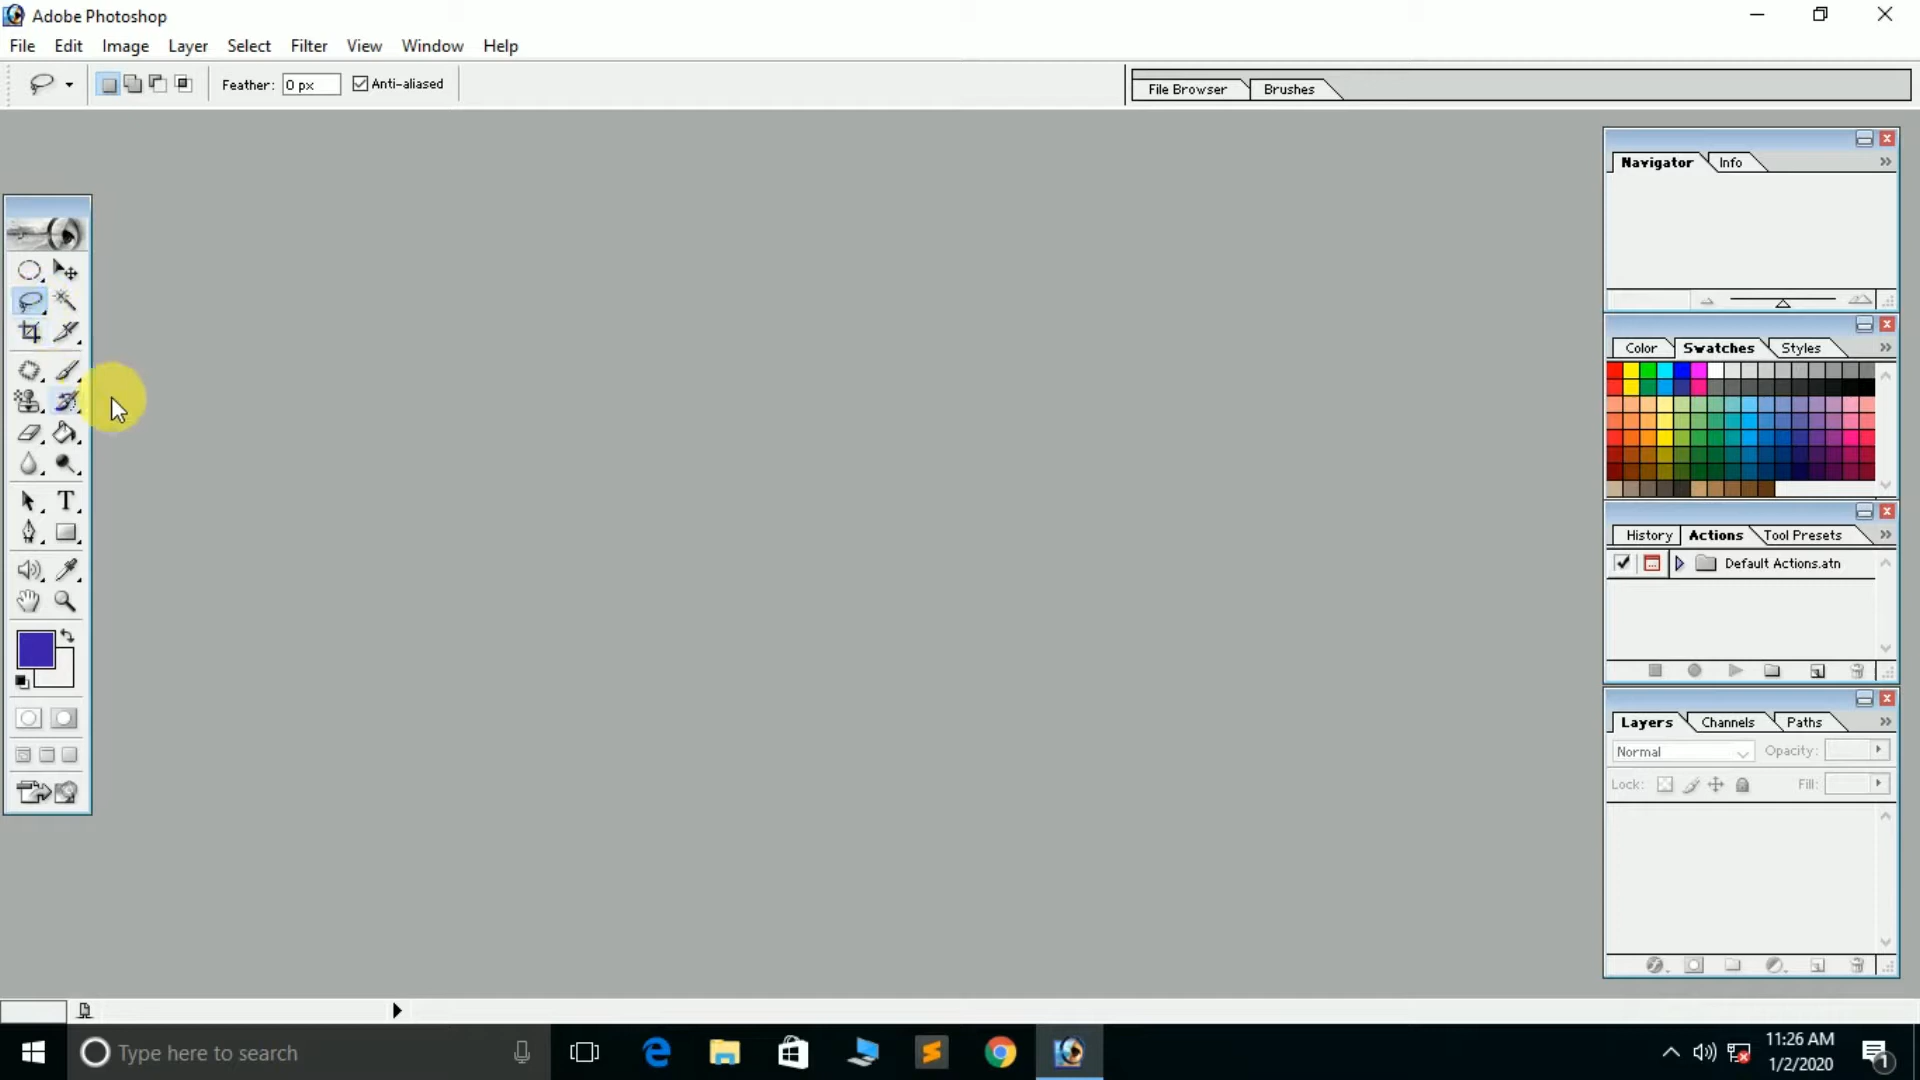 Adobe Photoshop
File Edit Image Layer Select Filter View Window Help
Feather: 0 px Anti-aliased
File Browser Brushes
Navigator Info
Color Swatches Styles
History Actions Tool Presets
Default Actions.atn
T
Layers Channels Paths
Normal Opacity:
Lock: Fill:
Type here to search
11:26 AM
1/2/2020
1